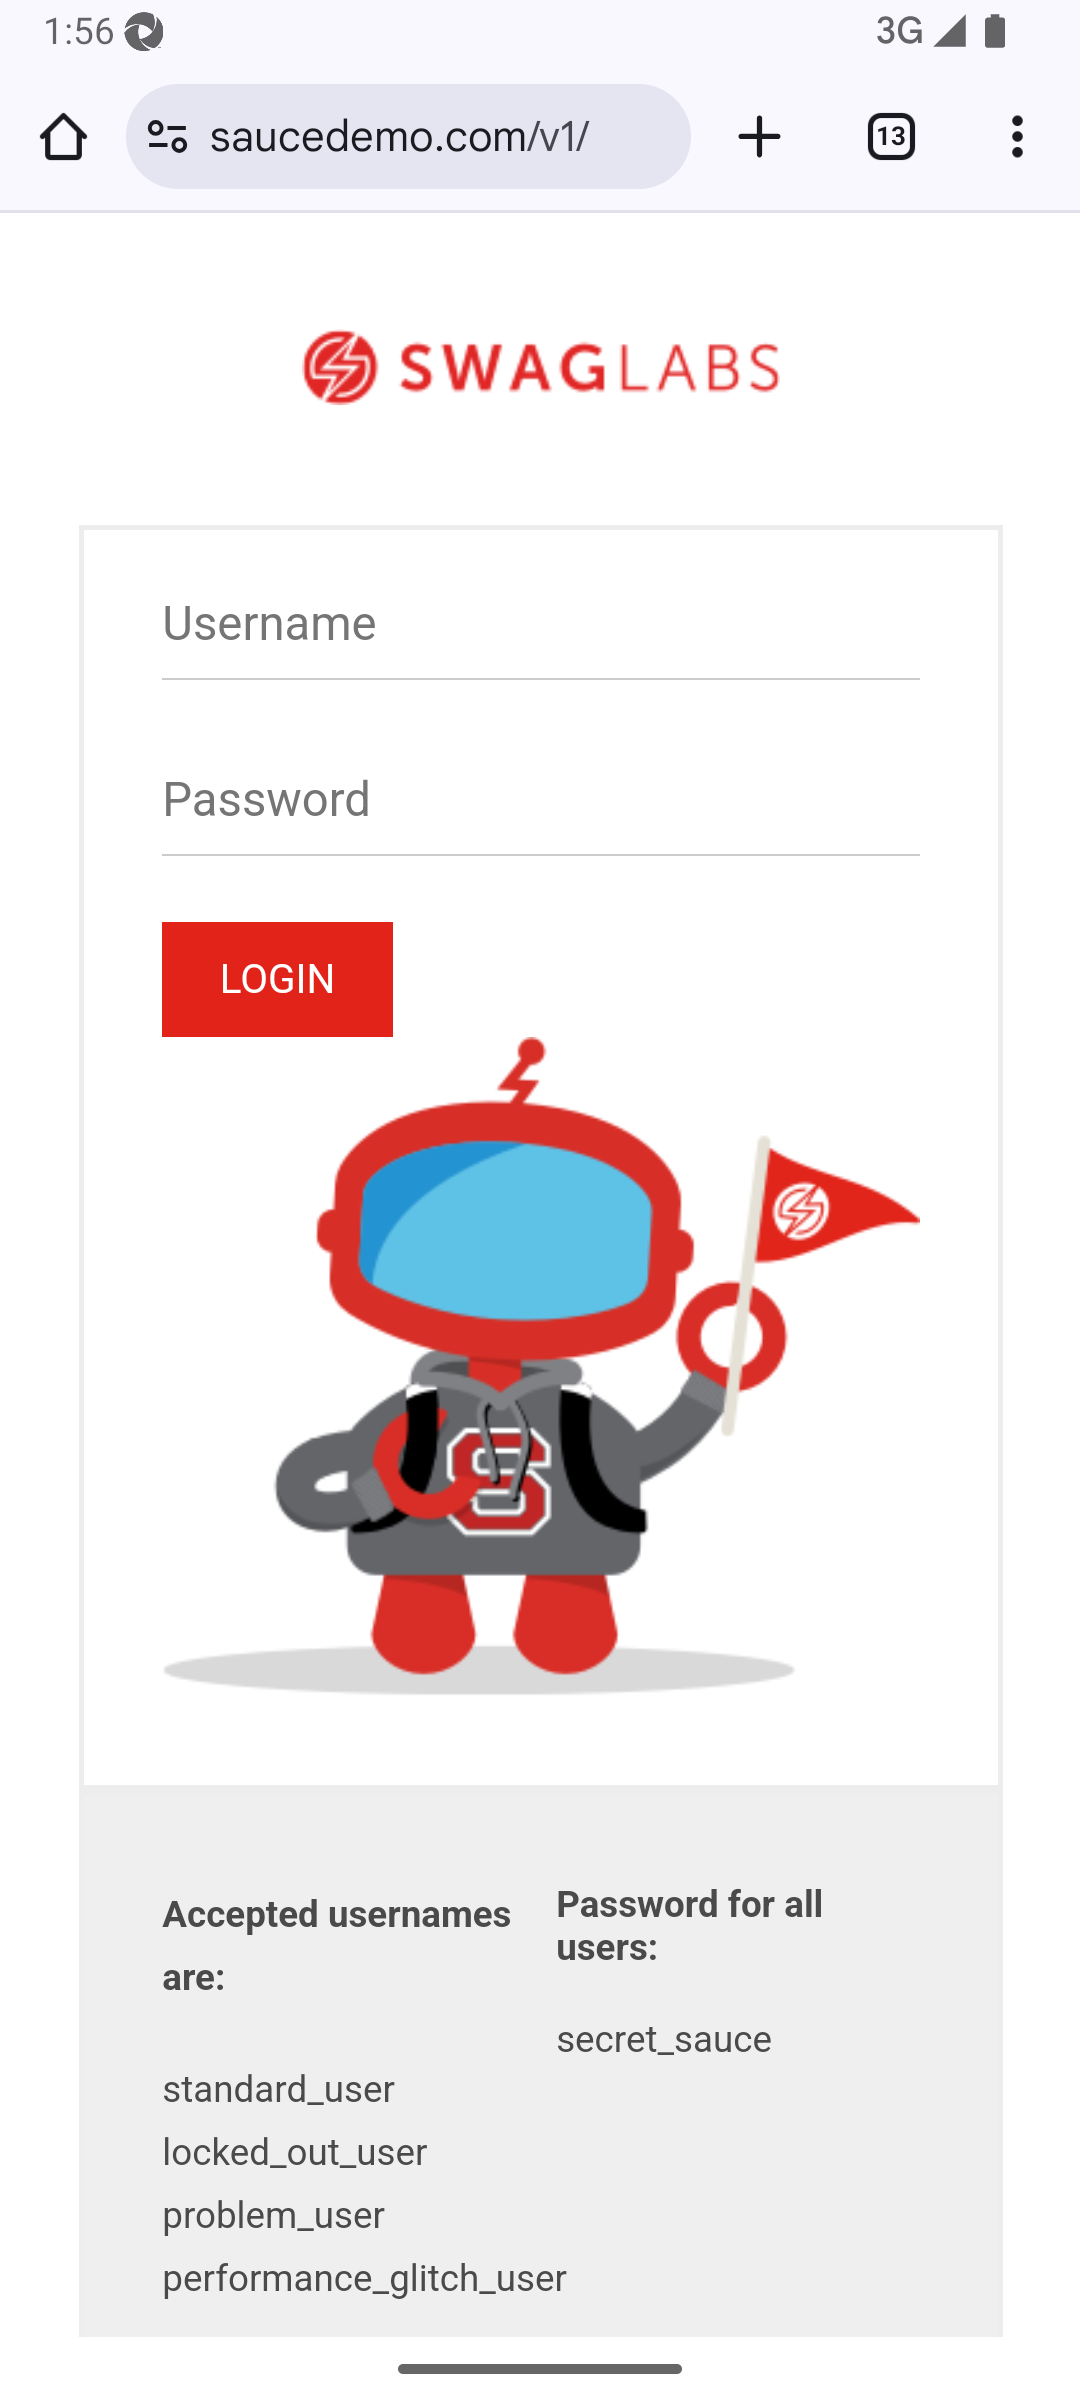 1:56
3G
saucedemo.com/v1/
13
SWAGLABS
Username
Password
LOGIN
S
Accepted usernames are:
standard_user
locked_out_user
problem_user
performance_glitch_user
Password for all
users:
secret_sauce